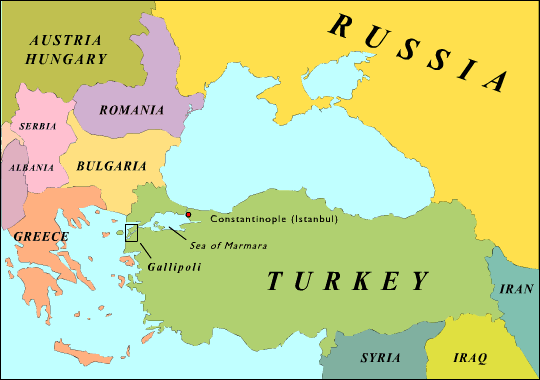 RUSSIA
AUSTRIA
HUNGARY
ROMANIA
SERBIA
ALBANIA
BULGARIA
Constantinople (Istanbul)
GREECE
Sea of Marmara
Gallipoli
TURKEY
IRAN
SYRIA
IRAQ